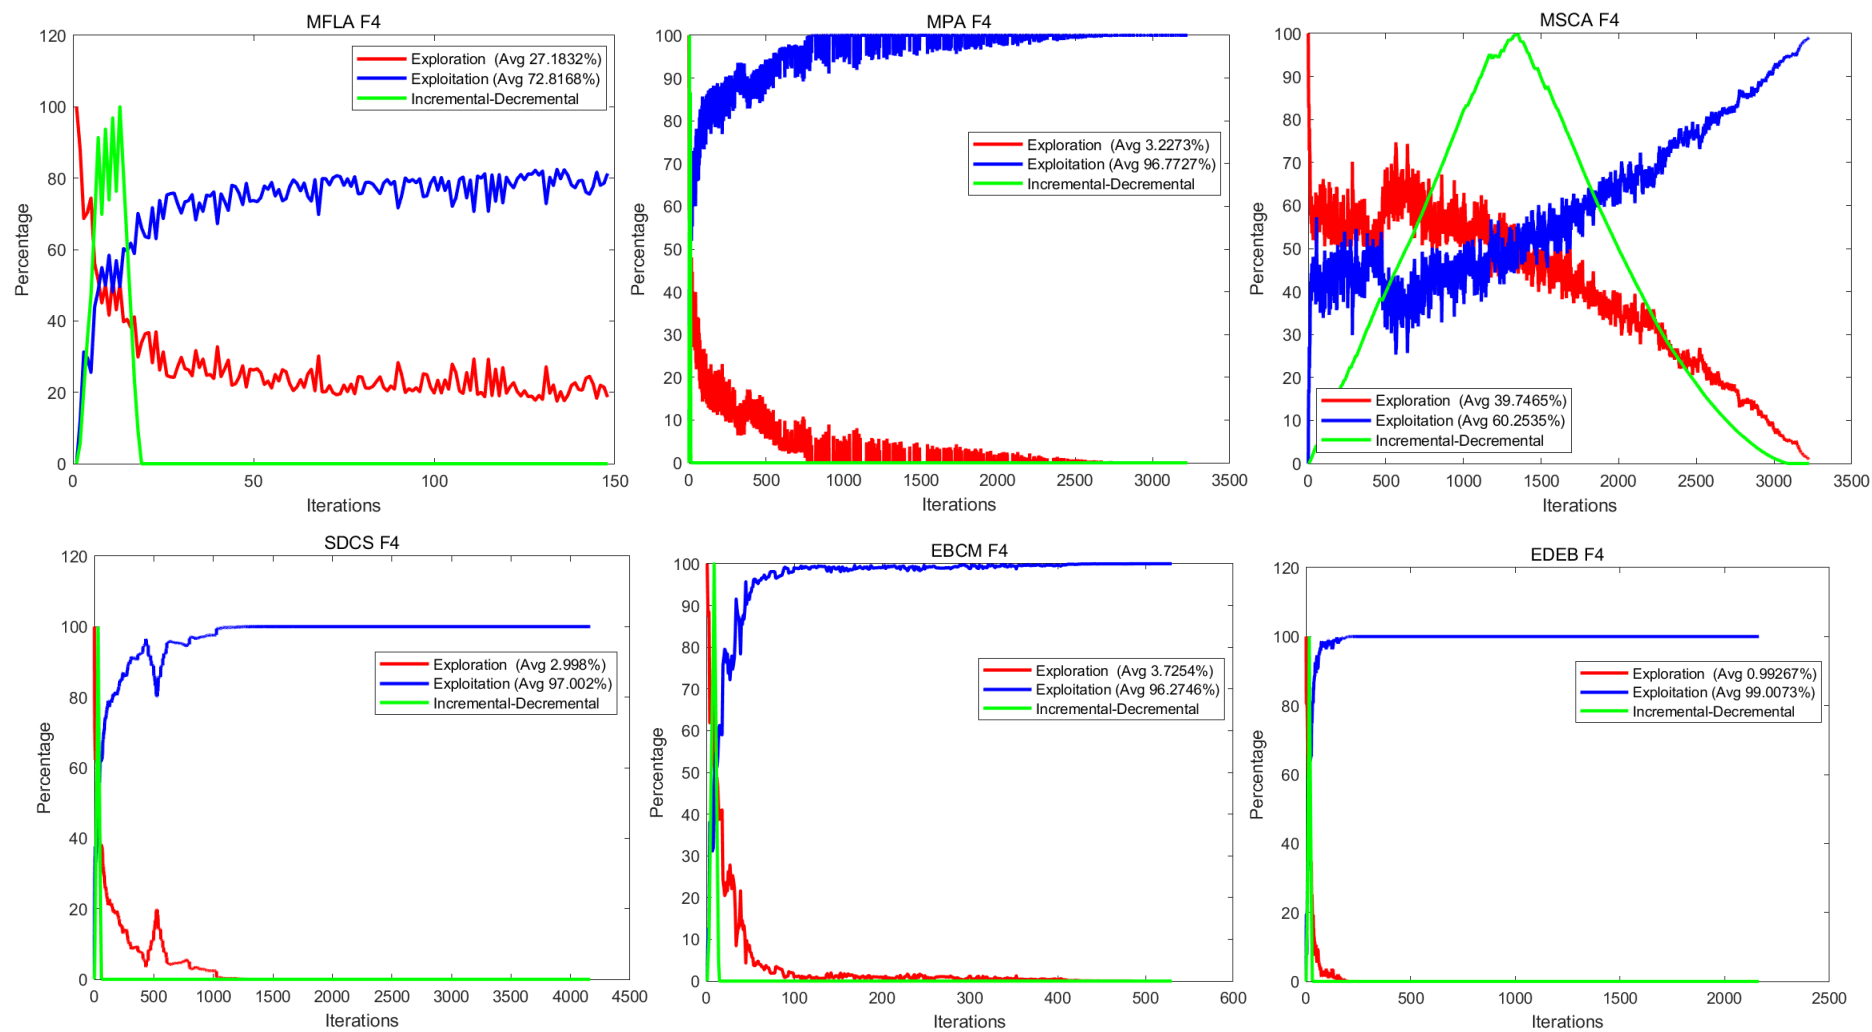 MFLA F4
120
100
80
60
40
20
0
Percentage
Exploration (Avg 27.1832%)
Exploitation (Avg 72.8168%)
Incremental-Decremental
0 50 100 150
Iterations
MPA F4
100
90
80
70
60
50
40
30
20
10
0
Percentage
Exploration (Avg 3.2273%)
Exploitation (Avg 96.7727%)
Incremental-Decremental
0 500 1000 1500 2000 2500 3000 3500
Iterations
MSCA F4
100
90
80
70
60
50
40
30
20
10
0
Percentage
Exploration (Avg 39.7465%)
Exploitation (Avg 60.2535%)
Incremental-Decremental
0 500 1000 1500 2000 2500 3000 3500
Iterations
SDCS F4
120
100
80
60
40
20
0
Percentage
Exploration (Avg 2.998%)
Exploitation (Avg 97.002%)
Incremental-Decremental
0 500 1000 1500 2000 2500 3000 3500 4000 4500
Iterations
EBCM F4
100
90
80
70
60
50
40
30
20
10
0
Percentage
Exploration (Avg 3.7254%)
Exploitation (Avg 96.2746%)
Incremental-Decremental
0 100 200 300 400 500 600
Iterations
EDEB F4
120
100
80
60
40
20
0
Percentage
Exploration (Avg 0.99267%)
Exploitation (Avg 99.0073%)
Incremental-Decremental
0 500 1000 1500 2000 2500
Iterations